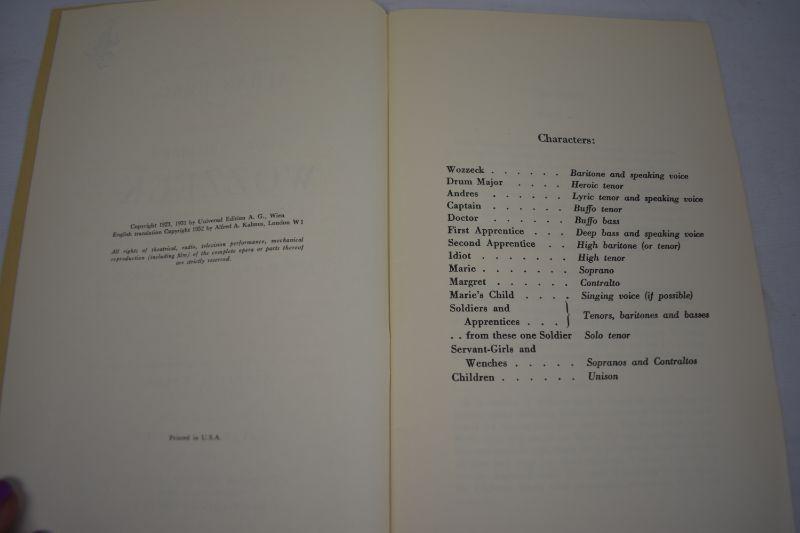 Copyright 1923, 1951 by Universal Edition A. G., Wien
English translation Copyright 1952 by Alfred A. Kalmus, London W 1
All rights of theatrical, radio, television performance, mechanical
reproduction (including film) of the complete opera or parts thereof
are strictly reserved.
Printed in U.S.A.
Characters:
Wozzeck . . . . . . Baritone and speaking voice
Drum Major . . . . Heroic tenor
Andres . . . . . . Lyric tenor and speaking voice
Captain . . . . . . Buffo tenor
Doctor . . . . . . Buffo bass
First Apprentice . . . Deep bass and speaking voice
Second Apprentice . . High baritone (or tenor)
Idiot . . . . . . . High tenor
Marie . . . . . . . Soprano
Margret . . . . . . Contralto
Marie's Child . . . . Singing voice (if possible)
Soldiers and
Apprentices . . . } Tenors, baritones and basses
. . from these one Soldier Solo tenor
Servant-Girls and
Wenches . . . . . Sopranos and Contraltos
Children . . . . . . Unison